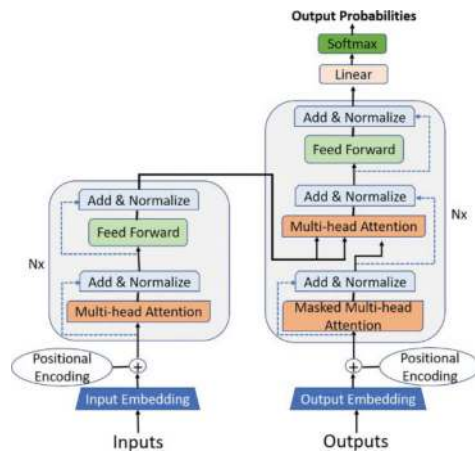 Output Probabilities
Softmax
Linear
Add & Normalize
Feed Forward
Add & Normalize
Multi-head Attention
Nx
Add & Normalize
Masked Multi-head
Attention
Positional
Encoding
Output Embedding
Outputs
Add & Normalize
Feed Forward
Nx
Add & Normalize
Multi-head Attention
Positional
Encoding
Input Embedding
Inputs